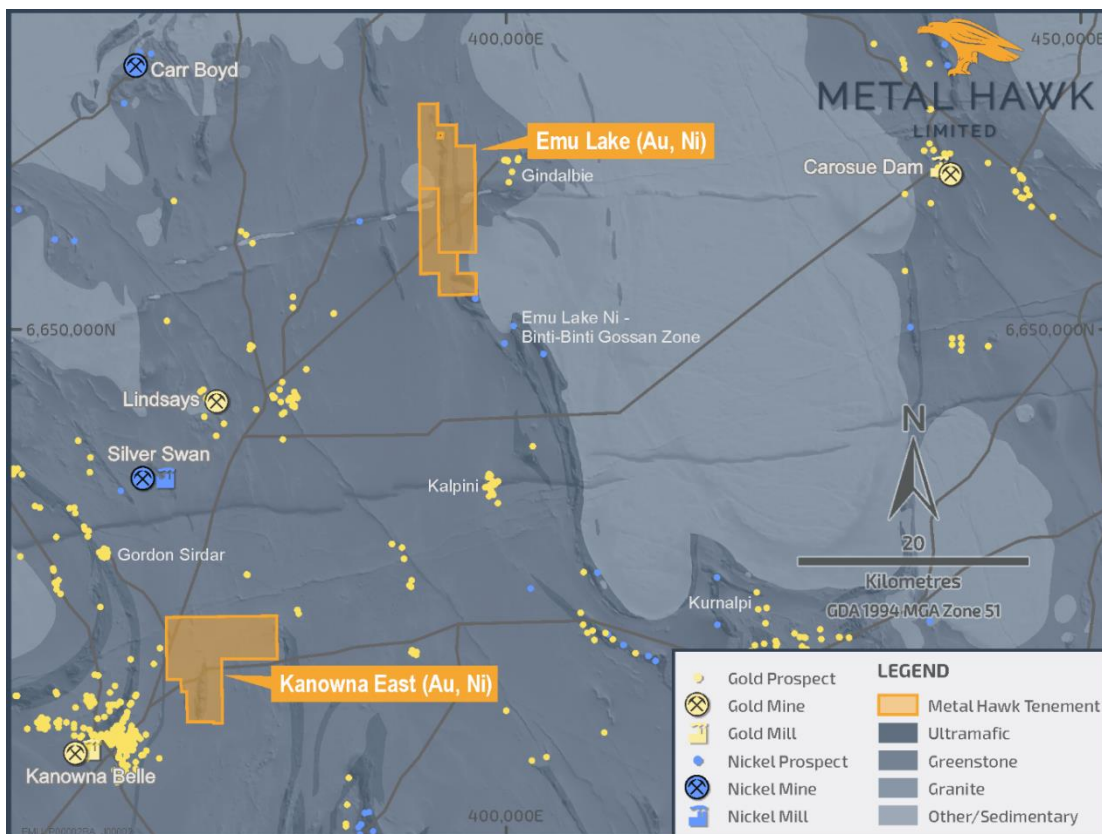 400,000E
450,000E
Carr Boyd
METAL HAWK
LIMITED
Emu Lake (Au, Ni)
Gindalbie
Carosue Dam
6,650,000N
Emu Lake Ni -
Binti-Binti Gossan Zone
6,650,000N
Lindsays
Silver Swan
N
Kalpini
Gordon Sirdar
20
Kilometres
GDA 1994 MGA Zone 51
Kurnalpi
Kanowna East (Au, Ni)
Kanowna Belle
400,000E
LEGEND
Gold Prospect
Gold Mine
Gold Mill
Nickel Prospect
Nickel Mine
Nickel Mill
Metal Hawk Tenement
Ultramafic
Greenstone
Granite
Other/Sedimentary